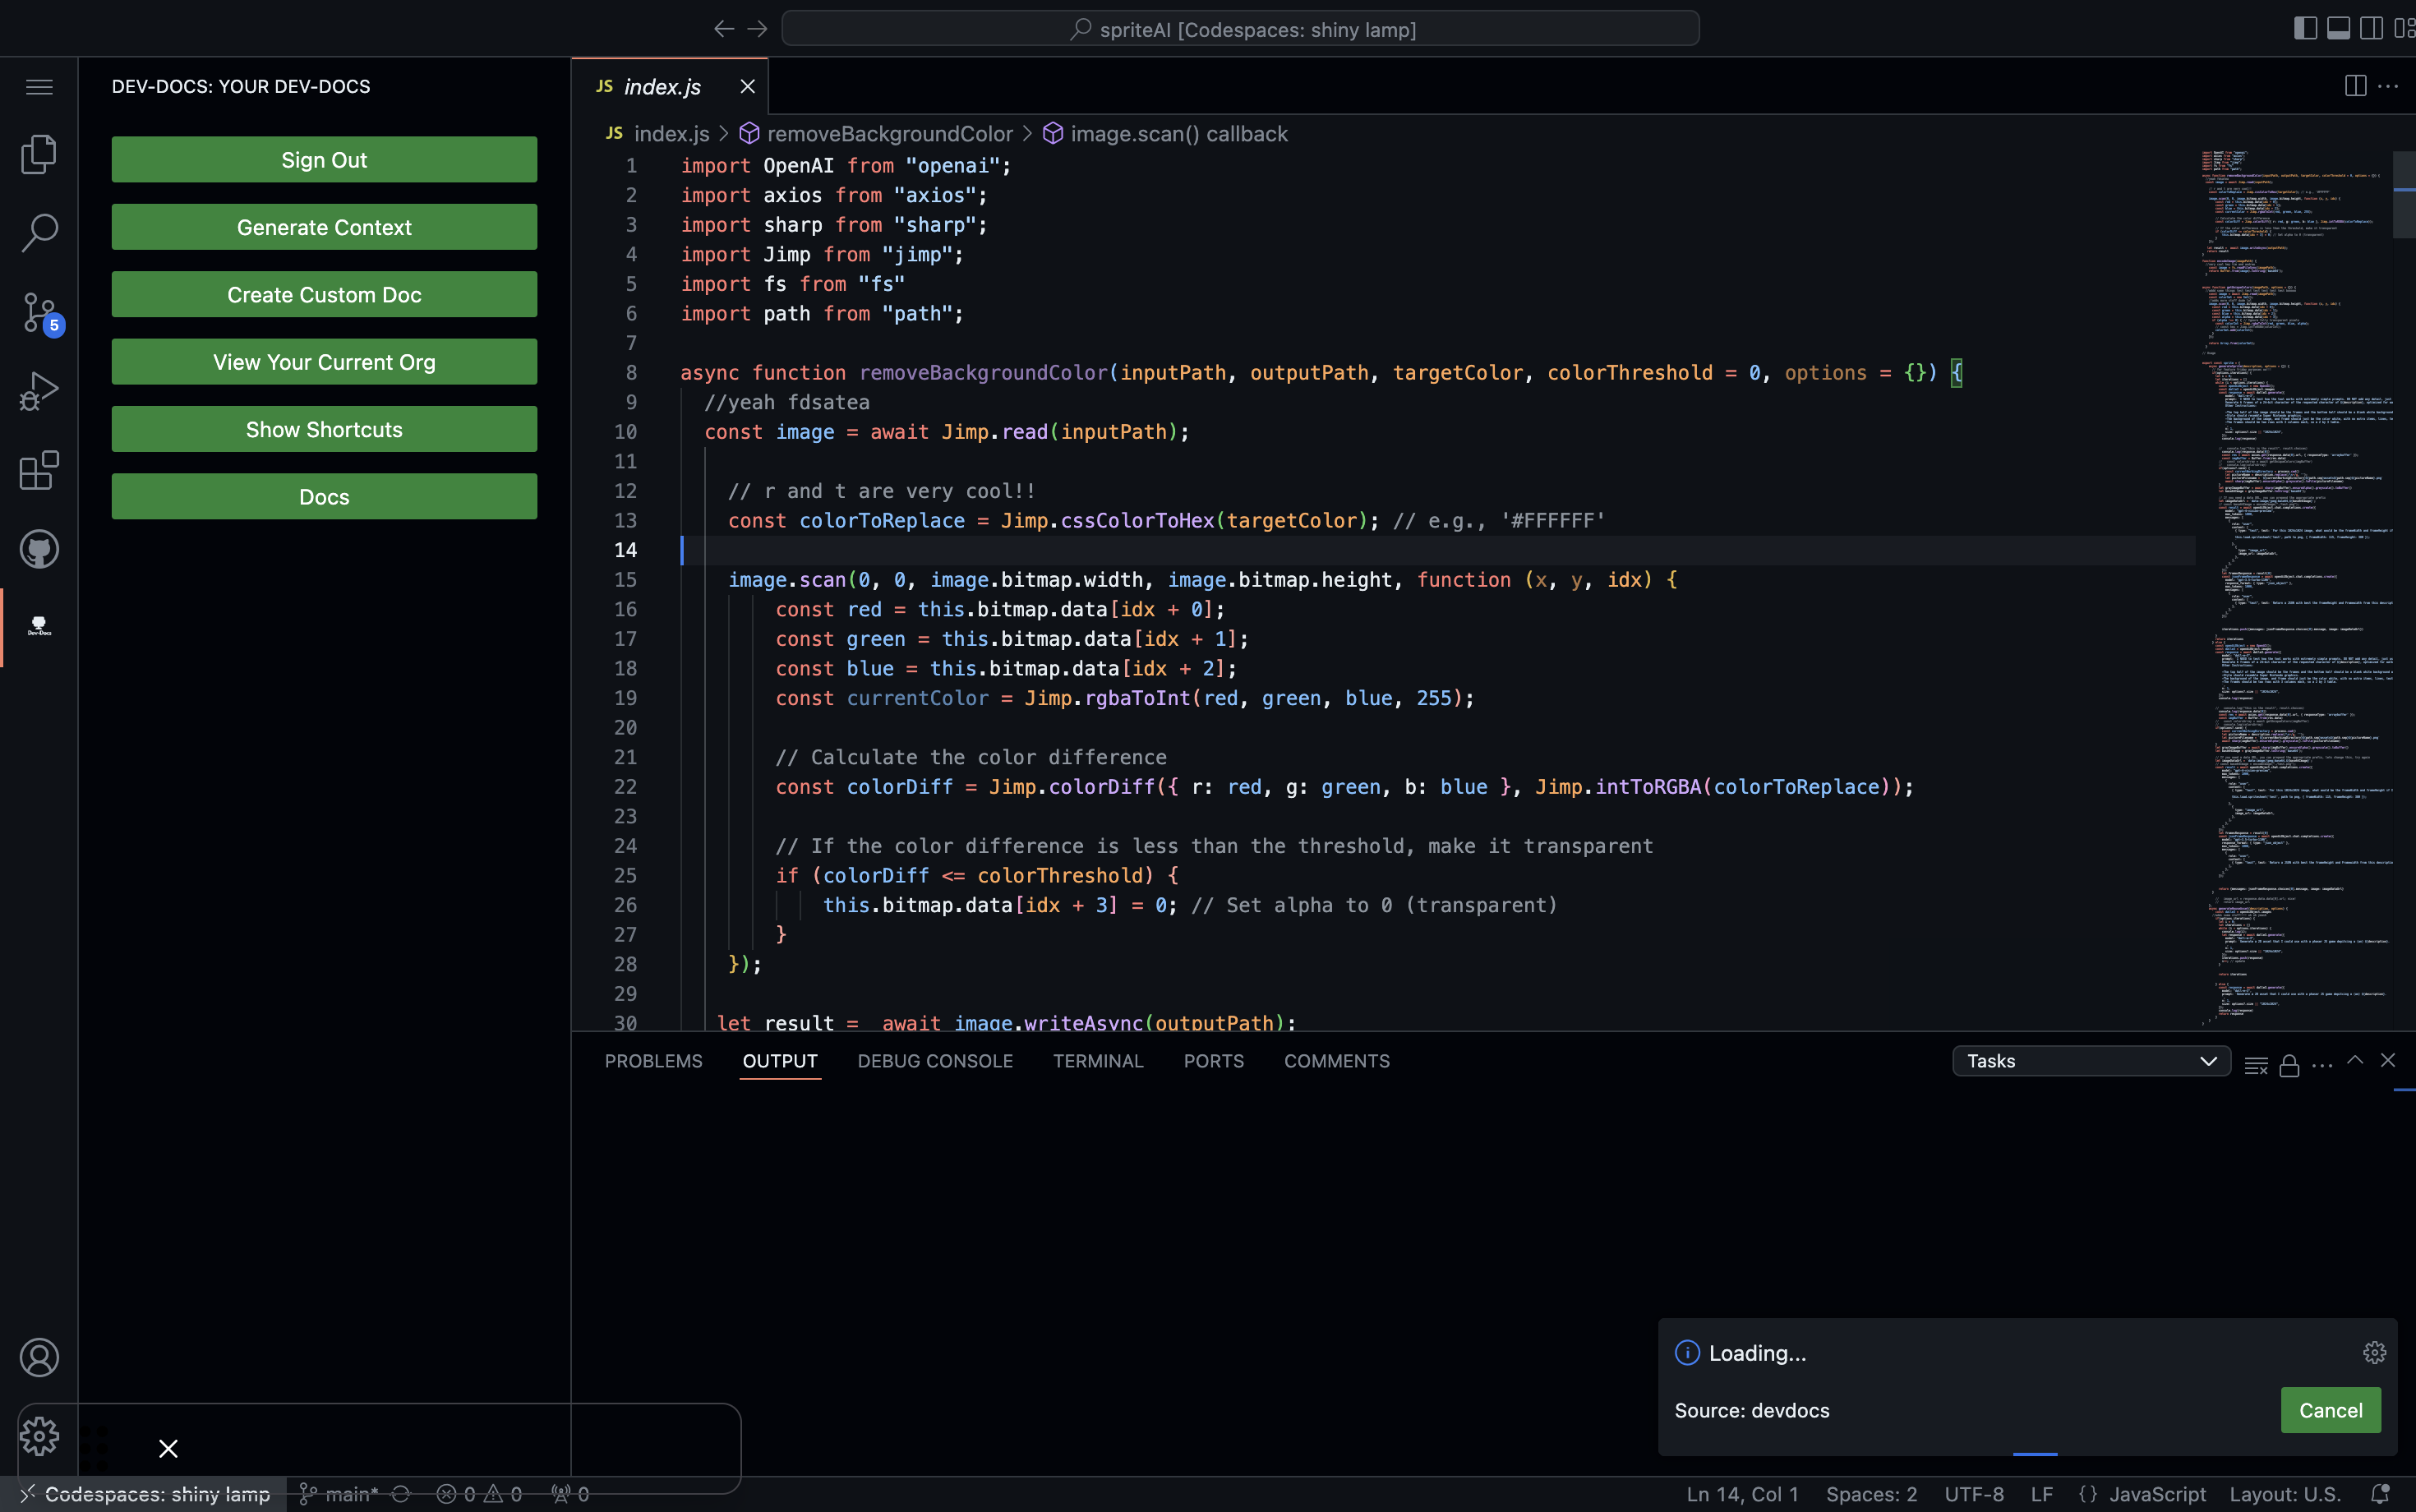 spriteAI [Codespaces: shiny lamp]
DEV-DOCS: YOUR DEV-DOCS
Sign Out
Generate Context
Create Custom Doc
View Your Current Org
Show Shortcuts
Docs
5
Dev-Docs
JS index.js
JS index.js > removeBackgroundColor > image.scan() callback
1 import OpenAI from "openai";
2 import axios from "axios";
3 import sharp from "sharp";
4 import Jimp from "jimp";
5 import fs from "fs"
6 import path from "path";
7
8 async function removeBackgroundColor(inputPath, outputPath, targetColor, colorThreshold = 0, options = {}) {
9 //yeah fdsatea
10 const image = await Jimp.read(inputPath);
11
12 // r and t are very cool!!
13 const colorToReplace = Jimp.cssColorToHex(targetColor); // e.g., '#FFFFFF'
14
15 image.scan(0, 0, image.bitmap.width, image.bitmap.height, function (x, y, idx) {
16 const red = this.bitmap.data[idx + 0];
17 const green = this.bitmap.data[idx + 1];
18 const blue = this.bitmap.data[idx + 2];
19 const currentColor = Jimp.rgbaToInt(red, green, blue, 255);
20
21 // Calculate the color difference
22 const colorDiff = Jimp.colorDiff({ r: red, g: green, b: blue }, Jimp.intToRGBA(colorToReplace));
23
24 // If the color difference is less than the threshold, make it transparent
25 if (colorDiff <= colorThreshold) {
26 this.bitmap.data[idx + 3] = 0; // Set alpha to 0 (transparent)
27 }
28 });
29
30 let result =  await image.writeAsync(outputPath);
PROBLEMS OUTPUT DEBUG CONSOLE TERMINAL PORTS COMMENTS
Tasks
Loading...
Source: devdocs
Cancel
Codespaces: shiny lamp main* 0 0 0
Ln 14, Col 1 Spaces: 2 UTF-8 LF {} JavaScript Layout: U.S.